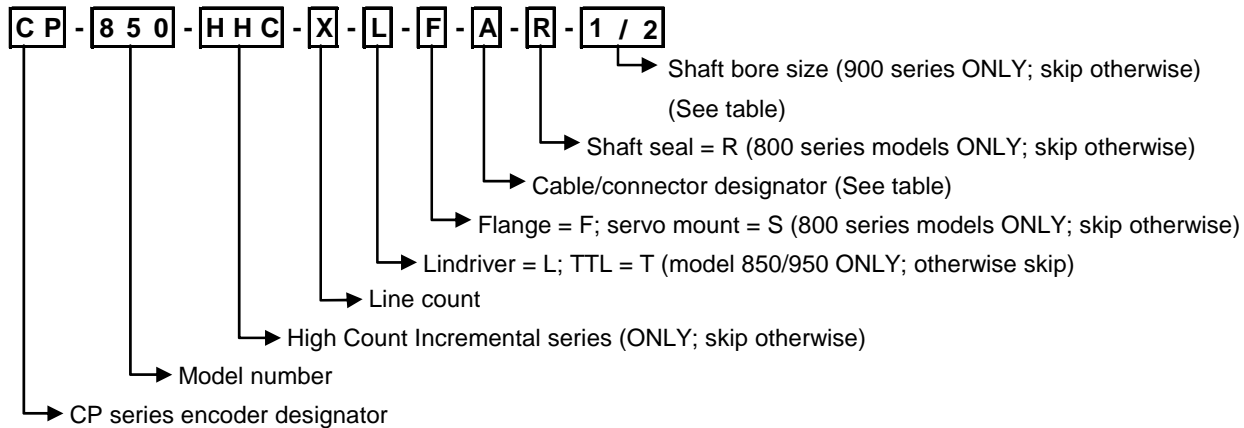 CP - 850 - HHC - X - L - F - A - R - 1/2
Shaft bore size (900 series ONLY; skip otherwise)
(See table)
Shaft seal = R (800 series models ONLY; skip otherwise)
Cable/connector designator (See table)
Flange = F; servo mount = S (800 series models ONLY; skip otherwise)
Lindriver = L; TTL = T (model 850/950 ONLY; otherwise skip)
Line count
High Count Incremental series (ONLY; skip otherwise)
Model number
CP series encoder designator